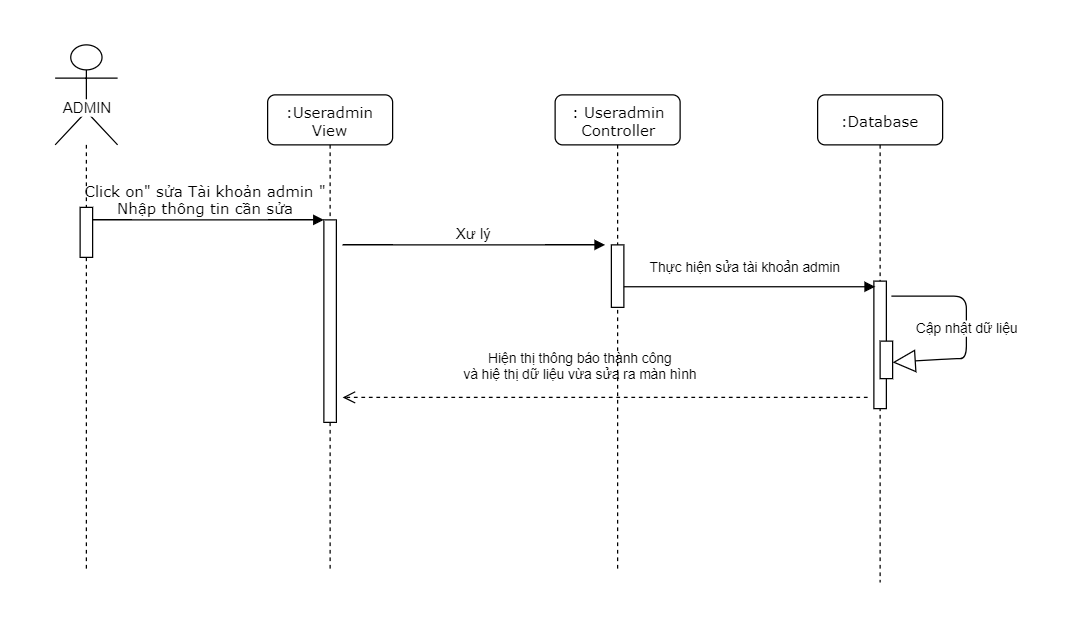 ADMIN
:Useradmin
View
: Useradmin
Controller
:Database
Click on" sửa Tài khoản admin "
Nhập thông tin cần sửa
Xư lý
Thực hiện sửa tài khoản admin
Cập nhật dữ liệu
Hiện thị thông báo thành công
và hiệ thị dữ liệu vừa sửa ra màn hình